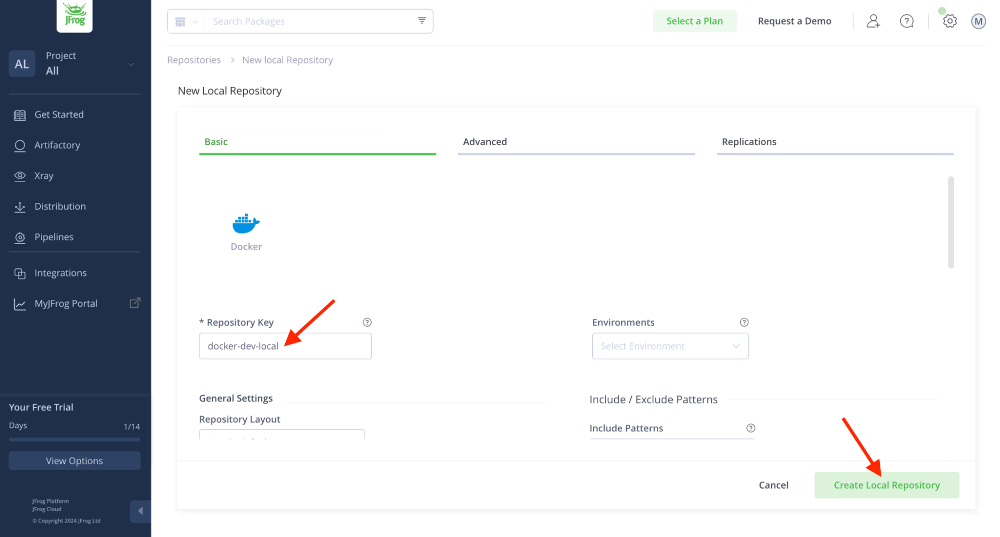 JFrog
Search Packages
Select a Plan
Request a Demo
M
AL
Project
All
Get Started
Artifactory
Xray
Distribution
Pipelines
Integrations
MyJFrog Portal
Your Free Trial
Days 1/14
View Options
JFrog Platform
JFrog Cloud
© Copyright 2024 JFrog Ltd
Repositories > New local Repository
New Local Repository
Basic
Advanced
Replications
Docker
* Repository Key
docker-dev-local
Environments
Select Environment
General Settings
Repository Layout
Include / Exclude Patterns
Include Patterns
Cancel
Create Local Repository